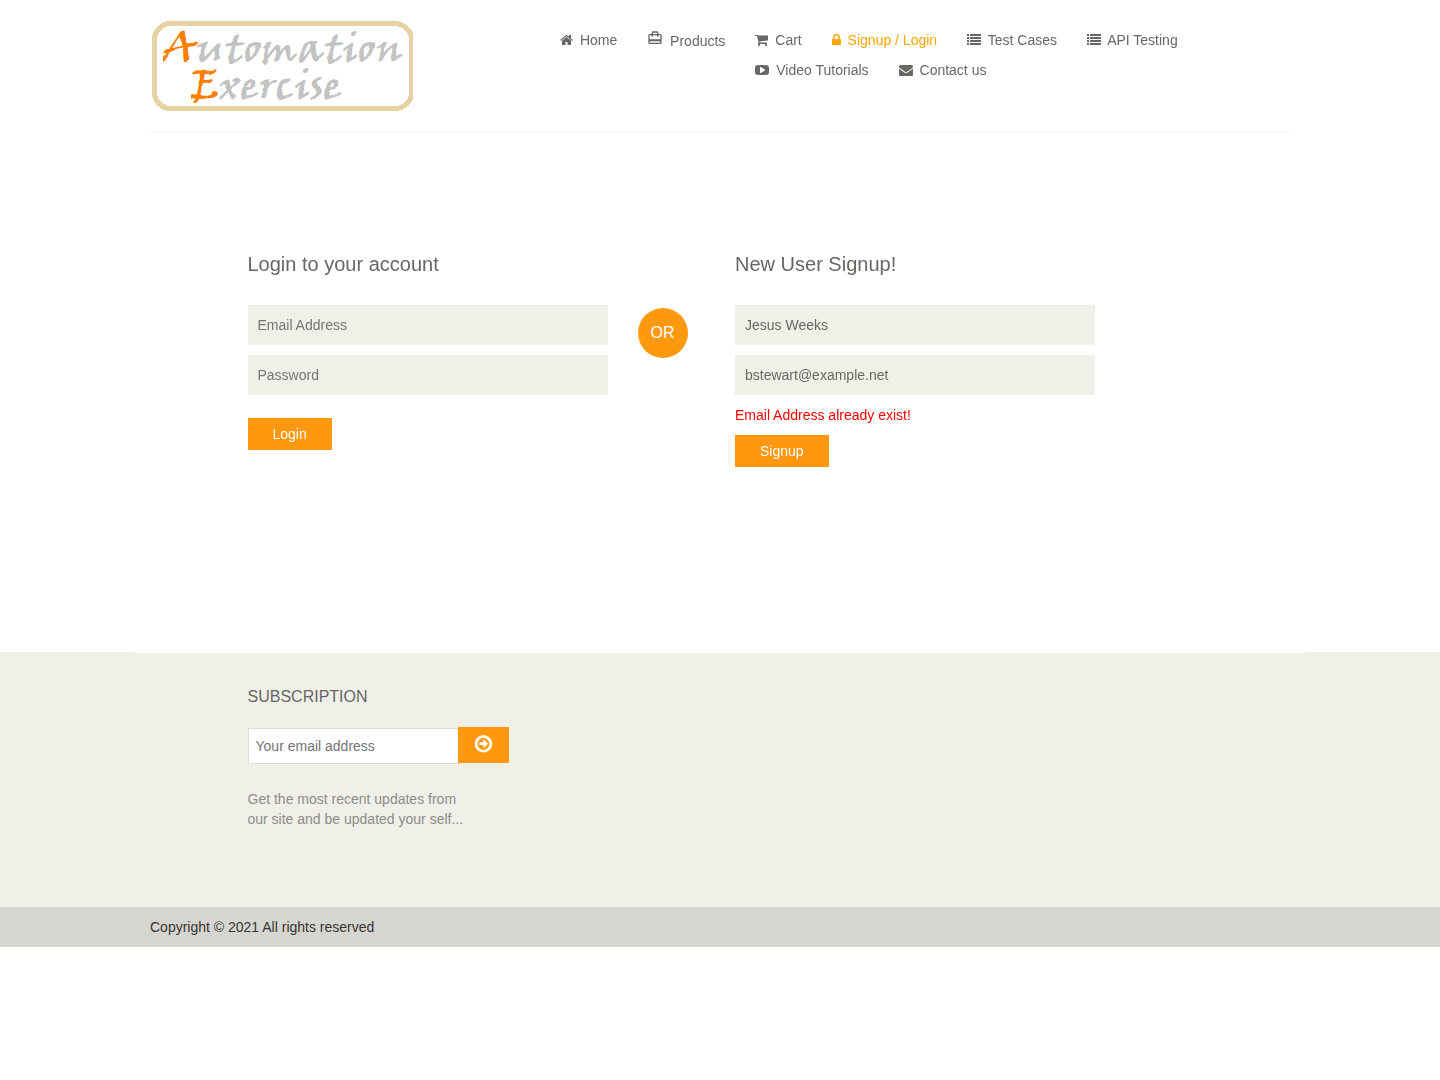 Automation
Exercise
Home
Products
Cart
Signup / Login
Test Cases
API Testing
Video Tutorials
Contact us
Login to your account
Email Address
Password
Login
OR
New User Signup!
Jesus Weeks
bstewart@example.net
Email Address already exist!
Signup
SUBSCRIPTION
Your email address
Get the most recent updates from
our site and be updated your self...
Copyright © 2021 All rights reserved